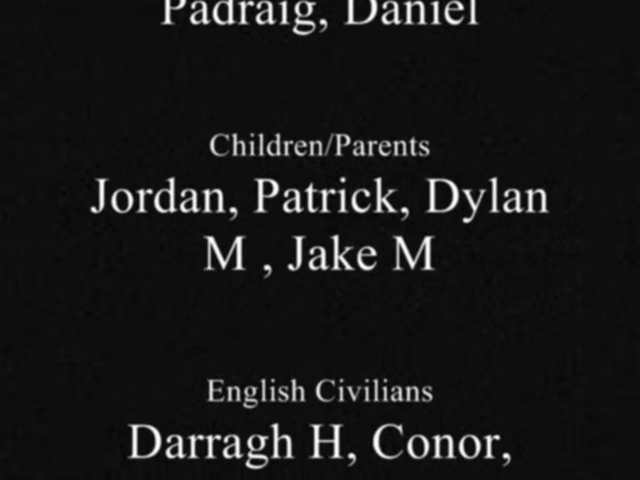 Padraig, Daniel
Children/Parents
Jordan, Patrick, Dylan
M , Jake M
English Civilians
Darragh H, Conor,